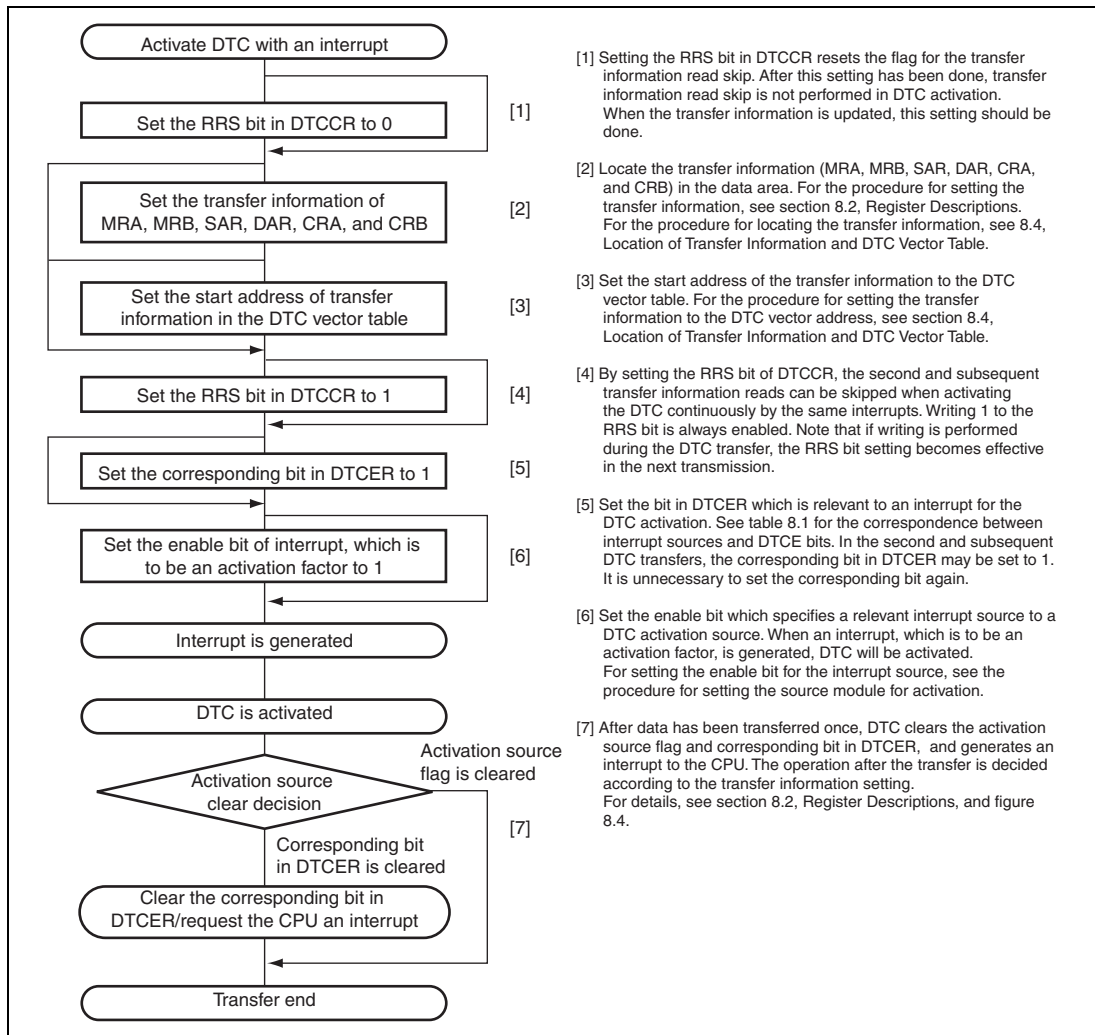 Activate DTC with an interrupt
Set the RRS bit in DTCCR to 0
[1]
Set the transfer information of
MRA, MRB, SAR, DAR, CRA, and CRB
[2]
Set the start address of transfer
information in the DTC vector table
[3]
Set the RRS bit in DTCCR to 1
[4]
Set the corresponding bit in DTCER to 1
[5]
Set the enable bit of interrupt, which is
to be an activation factor to 1
[6]
Interrupt is generated
DTC is activated
Activation source
clear decision
Activation source
flag is cleared
[7]
Corresponding bit
in DTCER is cleared
Clear the corresponding bit in
DTCER/request the CPU an interrupt
Transfer end
[1] Setting the RRS bit in DTCCR resets the flag for the transfer
information read skip. After this setting has been done, transfer
information read skip is not performed in DTC activation.
When the transfer information is updated, this setting should be
done.
[2] Locate the transfer information (MRA, MRB, SAR, DAR, CRA,
and CRB) in the data area. For the procedure for setting the
transfer information, see section 8.2, Register Descriptions.
For the procedure for locating the transfer information, see 8.4,
Location of Transfer Information and DTC Vector Table.
[3] Set the start address of the transfer information to the DTC
vector table. For the procedure for setting the transfer
information to the DTC vector address, see section 8.4,
Location of Transfer Information and DTC Vector Table.
[4] By setting the RRS bit of DTCCR, the second and subsequent
transfer information reads can be skipped when activating
the DTC continuously by the same interrupts. Writing 1 to the
RRS bit is always enabled. Note that if writing is performed
during the DTC transfer, the RRS bit setting becomes effective
in the next transmission.
[5] Set the bit in DTCER which is relevant to an interrupt for the
DTC activation. See table 8.1 for the correspondence between
interrupt sources and DTCE bits. In the second and subsequent
DTC transfers, the corresponding bit in DTCER may be set to 1.
It is unnecessary to set the corresponding bit again.
[6] Set the enable bit which specifies a relevant interrupt source to a
DTC activation source. When an interrupt, which is to be an
activation factor, is generated, DTC will be activated.
For setting the enable bit for the interrupt source, see the
procedure for setting the source module for activation.
[7] After data has been transferred once, DTC clears the activation
source flag and corresponding bit in DTCER, and generates an
interrupt to the CPU. The operation after the transfer is decided
according to the transfer information setting.
For details, see section 8.2, Register Descriptions, and figure
8.4.